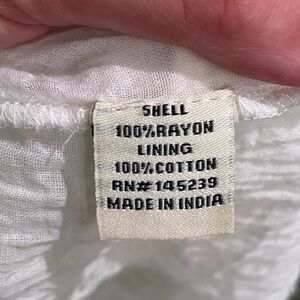 SHELL
100%RAYON
LINING
100%COTTON
RN#145239
MADE IN INDIA